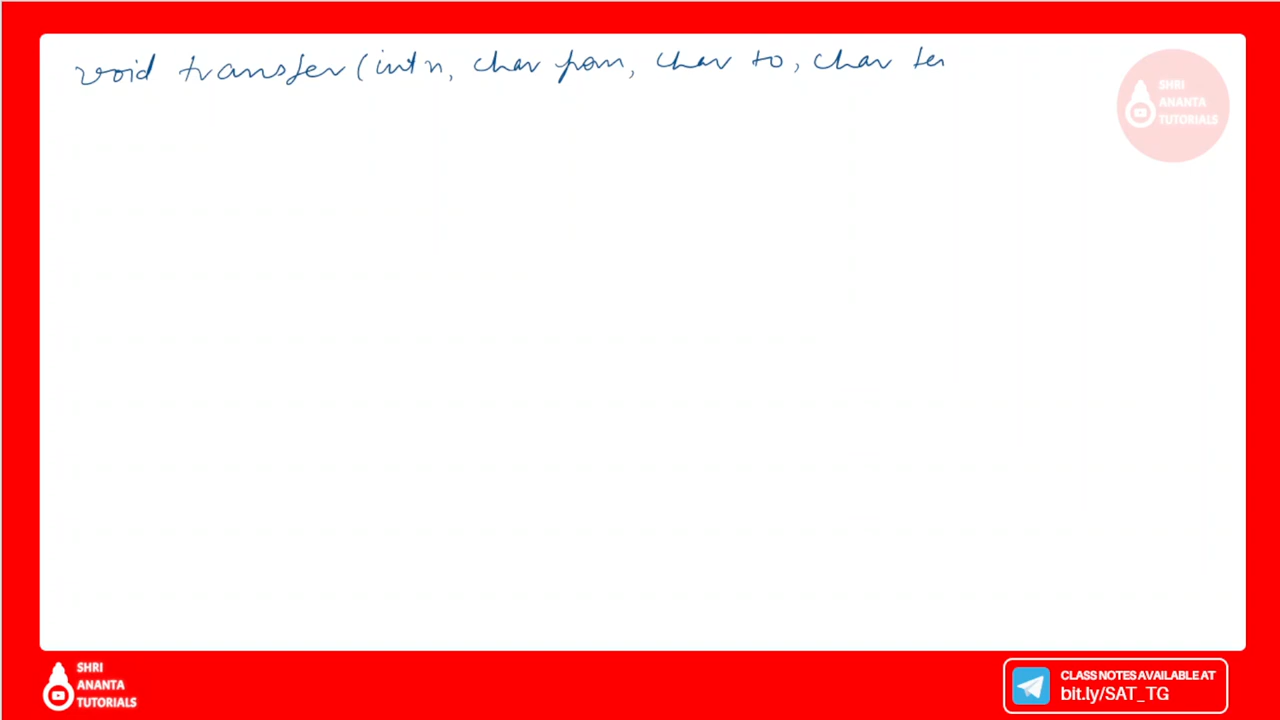 void transfer (int n, char from, char to, char te
SHRI
ANANTA
TUTORIALS
SHRI
ANANTA
TUTORIALS
CLASS NOTES AVAILABLE AT
bit.ly/SAT_TG